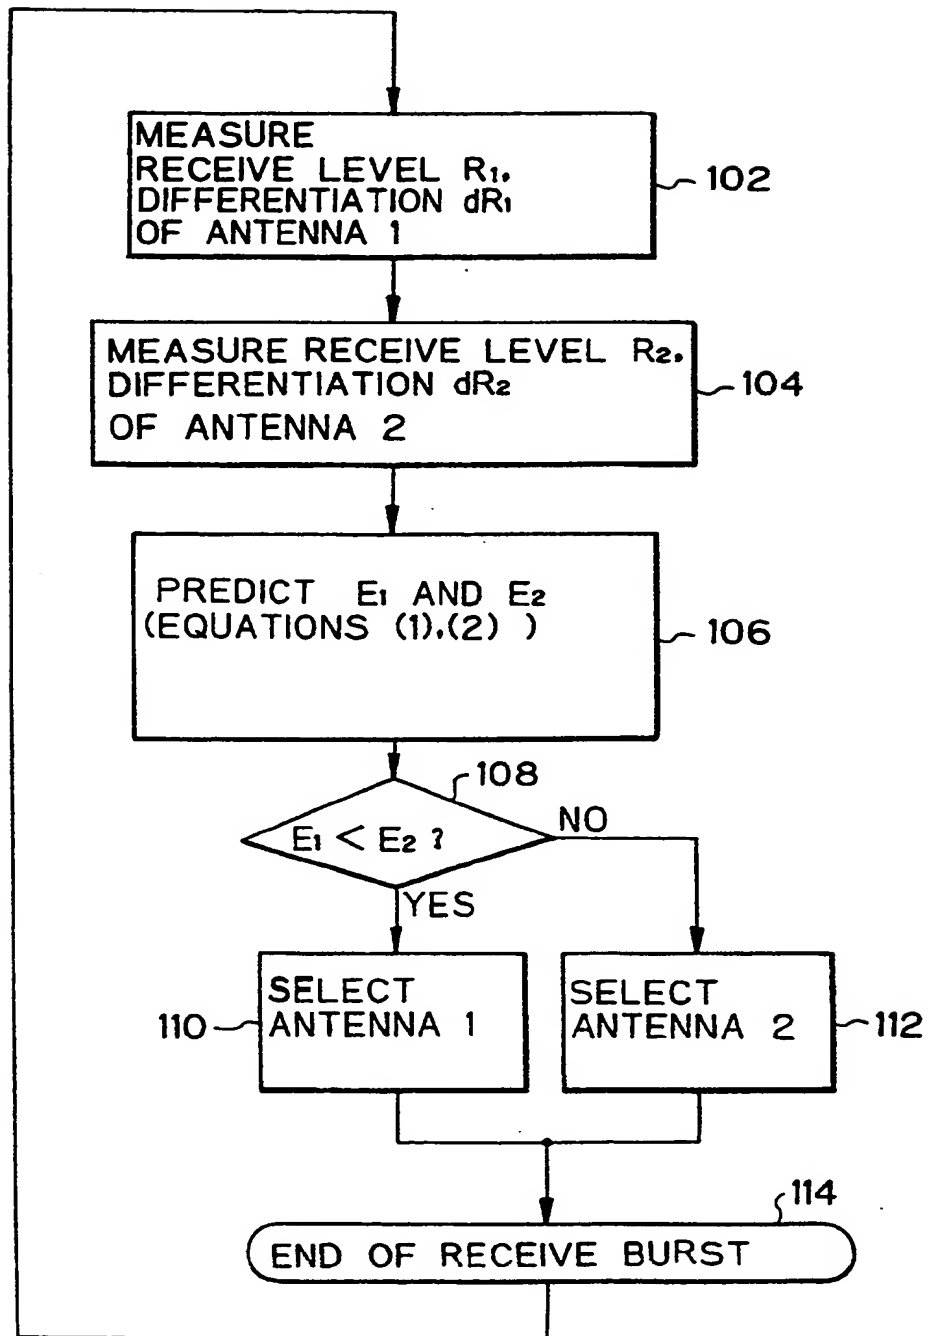 MEASURE
RECEIVE LEVEL R1.
DIFFERENTIATION dR1
OF ANTENNA 1
102
MEASURE RECEIVE LEVEL R2.
DIFFERENTIATION dR2
OF ANTENNA 2
104
PREDICT E1 AND E2
(EQUATIONS (1).(2) )
106
108
E1 < E2 ?
NO
YES
SELECT
ANTENNA 1
110
SELECT
ANTENNA 2
112
114
END OF RECEIVE BURST